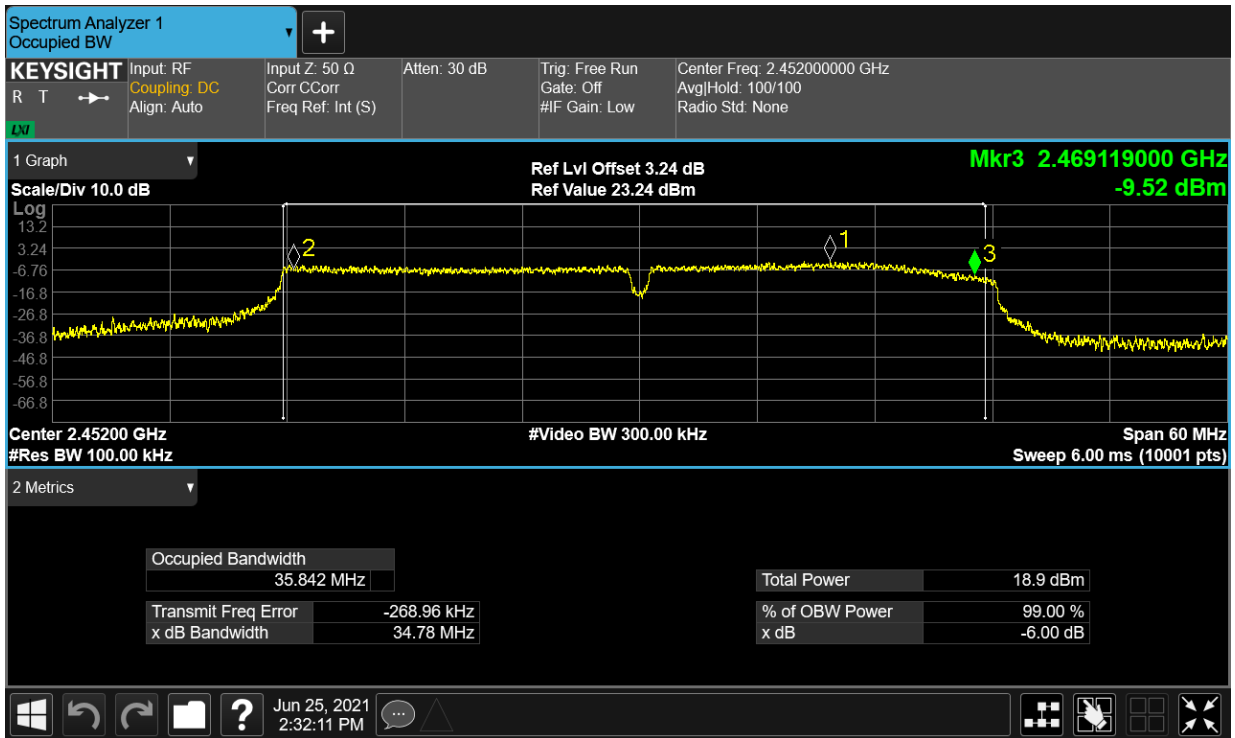 Spectrum Analyzer 1
Occupied BW
KEYSIGHT
R T
LXI
Input: RF
Coupling: DC
Align: Auto
Input Z: 50 Ω
Corr CCorr
Freq Ref: Int (S)
Atten: 30 dB
Trig: Free Run
Gate: Off
#IF Gain: Low
Center Freq: 2.452000000 GHz
Avg|Hold: 100/100
Radio Std: None
1 Graph
Scale/Div 10.0 dB
Ref Lvl Offset 3.24 dB
Ref Value 23.24 dBm
Mkr3 2.469119000 GHz
-9.52 dBm
Log
13.2
3.24
-6.76
-16.8
-26.8
-36.8
-46.8
-56.8
-66.8
2
1
3
Center 2.45200 GHz
#Video BW 300.00 kHz
Span 60 MHz
#Res BW 100.00 kHz
Sweep 6.00 ms (10001 pts)
2 Metrics
Occupied Bandwidth
35.842 MHz
Total Power 18.9 dBm
Transmit Freq Error -268.96 kHz
% of OBW Power 99.00 %
x dB Bandwidth 34.78 MHz
x dB -6.00 dB
?
Jun 25, 2021
2:32:11 PM